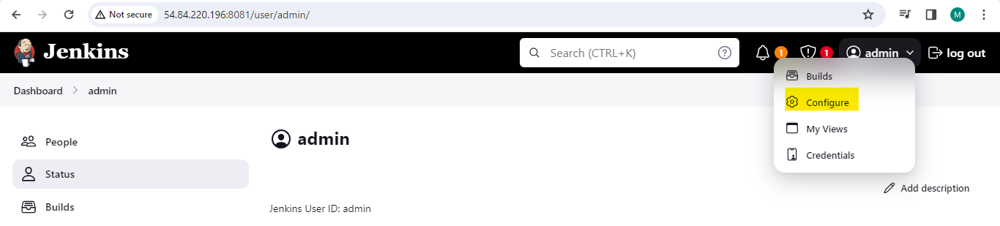 Not secure 54.84.220.196:8081/user/admin/ M
Jenkins Search (CTRL+K) ? 1 1 admin log out
Dashboard admin
Builds
Configure
My Views
Credentials
People
Status
Builds
admin
Add description
Jenkins User ID: admin